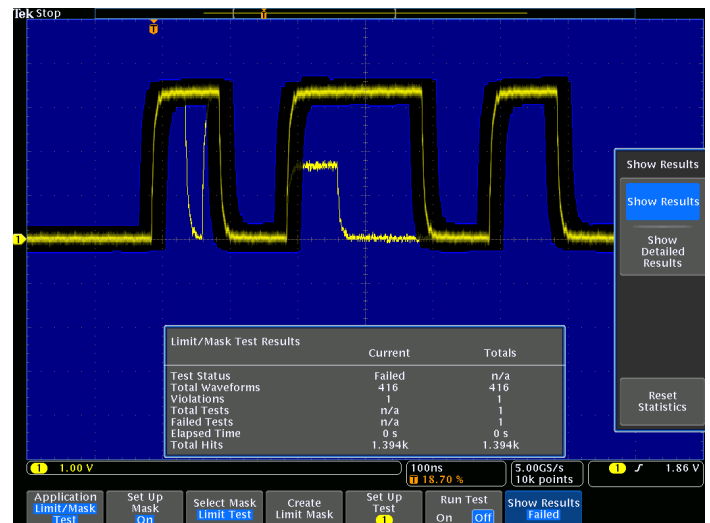 Tek Stop
T
T
1
Show Results
Show Results
Show
Detailed
Results
Reset
Statistics
Limit/Mask Test Results
Current Totals
Test Status Failed n/a
Total Waveforms 416 416
Violations 1 1
Total Tests n/a 1
Failed Tests n/a 1
Elapsed Time 0 s 0 s
Total Hits 1.394k 1.394k
1 1.00 V
100ns
T 18.70 %
5.00GS/s
10k points
1 1.86 V
Application
Limit/Mask
Test
Set Up
Mask
On
Select Mask
Limit Test
Create
Limit Mask
Set Up
Test
1
Run Test
On Off
Show Results
Failed